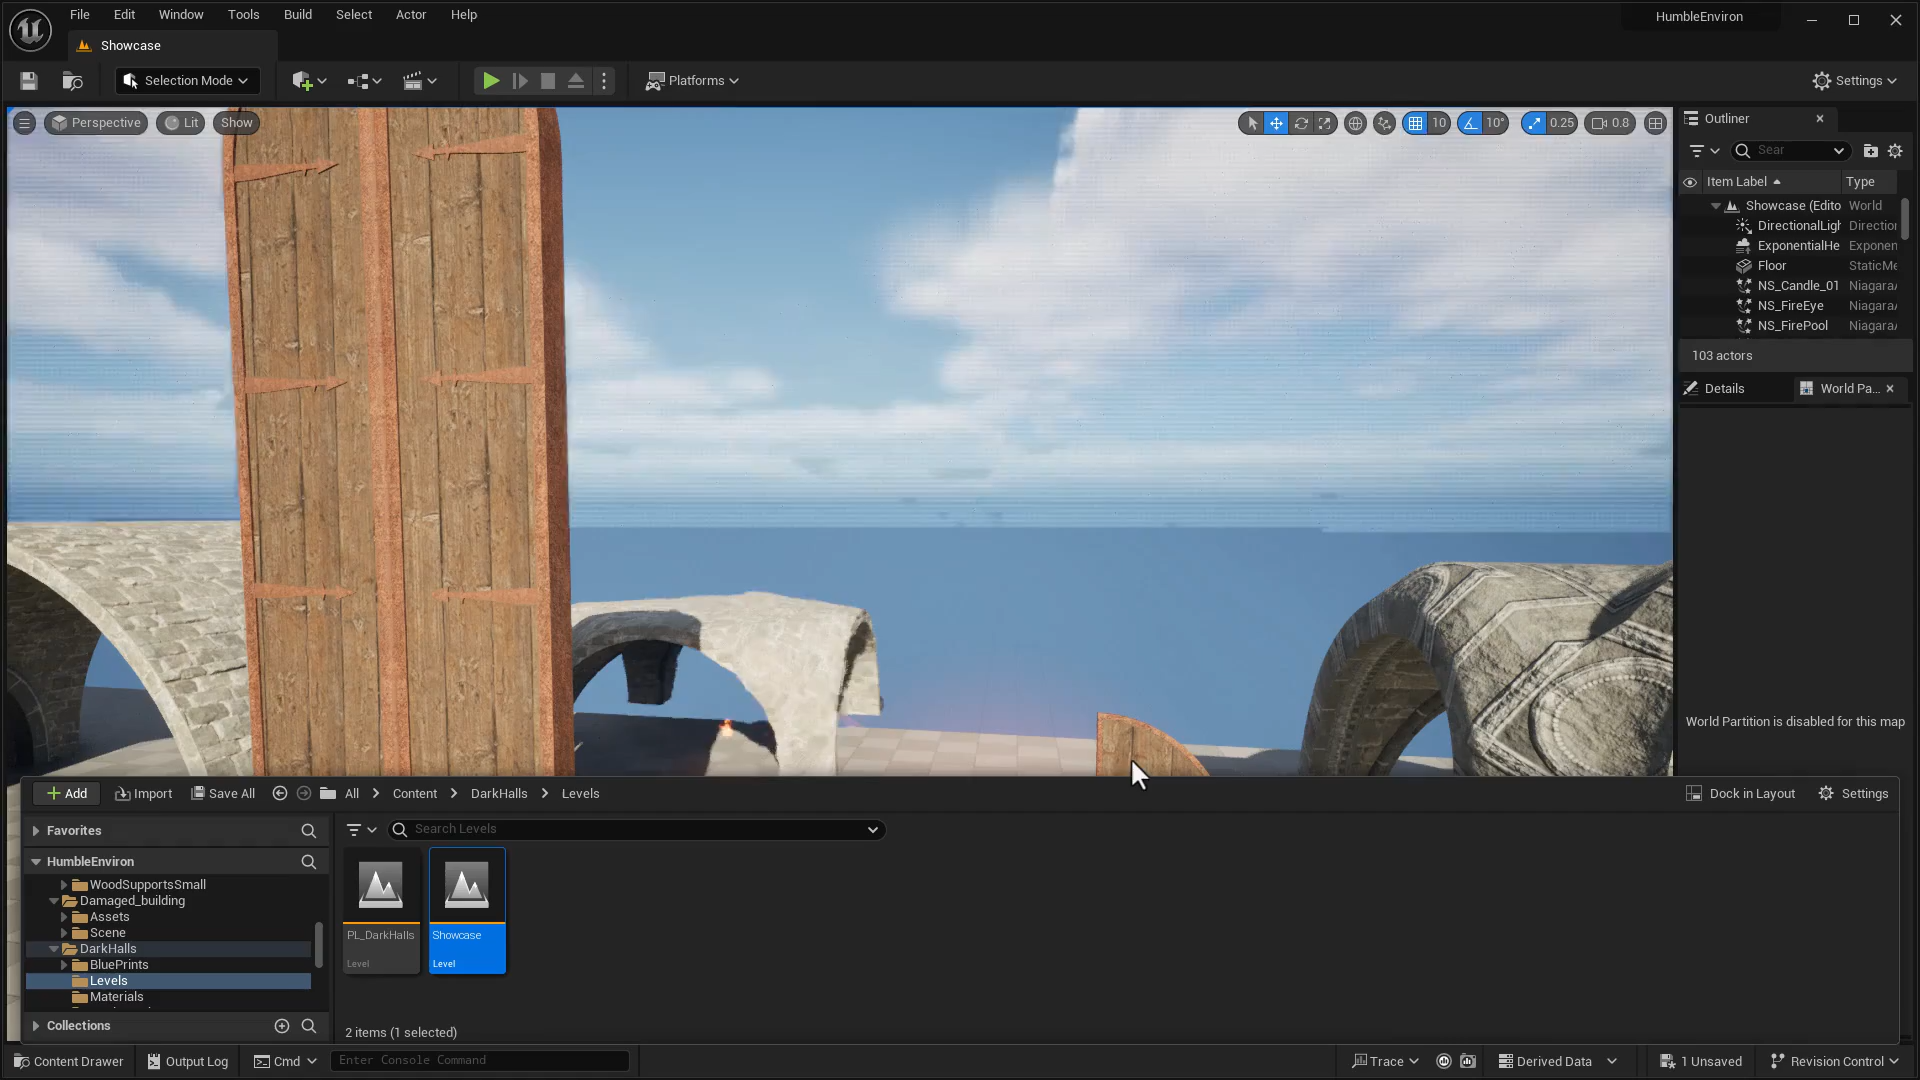 File Edit Window Tools Build Select Actor Help
HumbleEnviron
Showcase
Selection Mode
Platforms
Settings
Perspective Lit Show
10 10° 0.25 0.8
Outliner
Sear
Item Label Type
Showcase (Edito World
DirectionalLigh Direction
ExponentialHe Exponen
Floor StaticMe
NS_Candle_01 Niagara
NS_FireEye Niagara
NS_FirePool Niagara
103 actors
Details World Pa...
World Partition is disabled for this map
Add Import Save All All Content DarkHalls Levels
Dock in Layout Settings
Favorites
Search Levels
HumbleEnviron
WoodSupportsSmall
Damaged_building
Assets
Scene
DarkHalls
BluePrints
Levels
Materials
PL_DarkHalls
Level
Showcase
Level
Collections
2 items (1 selected)
Content Drawer Output Log Cmd Enter Console Command
Trace Derived Data 1 Unsaved Revision Control